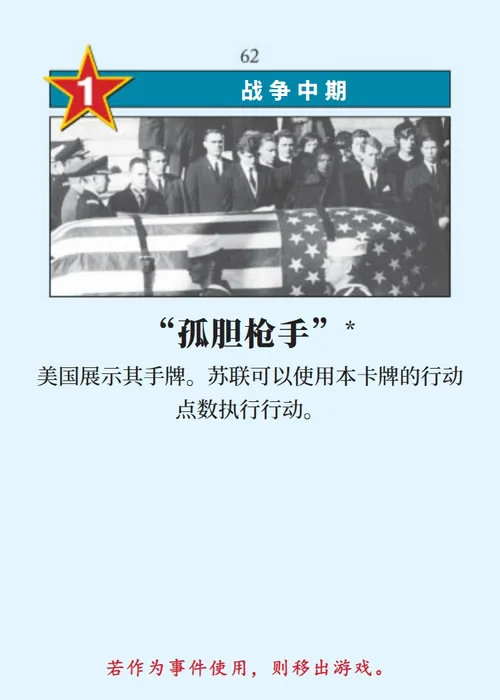 62
1
战争中期
“孤胆枪手”*
美国展示其手牌。苏联可以使用本卡牌的行动
点数执行行动。
若作为事件使用，则移出游戏。